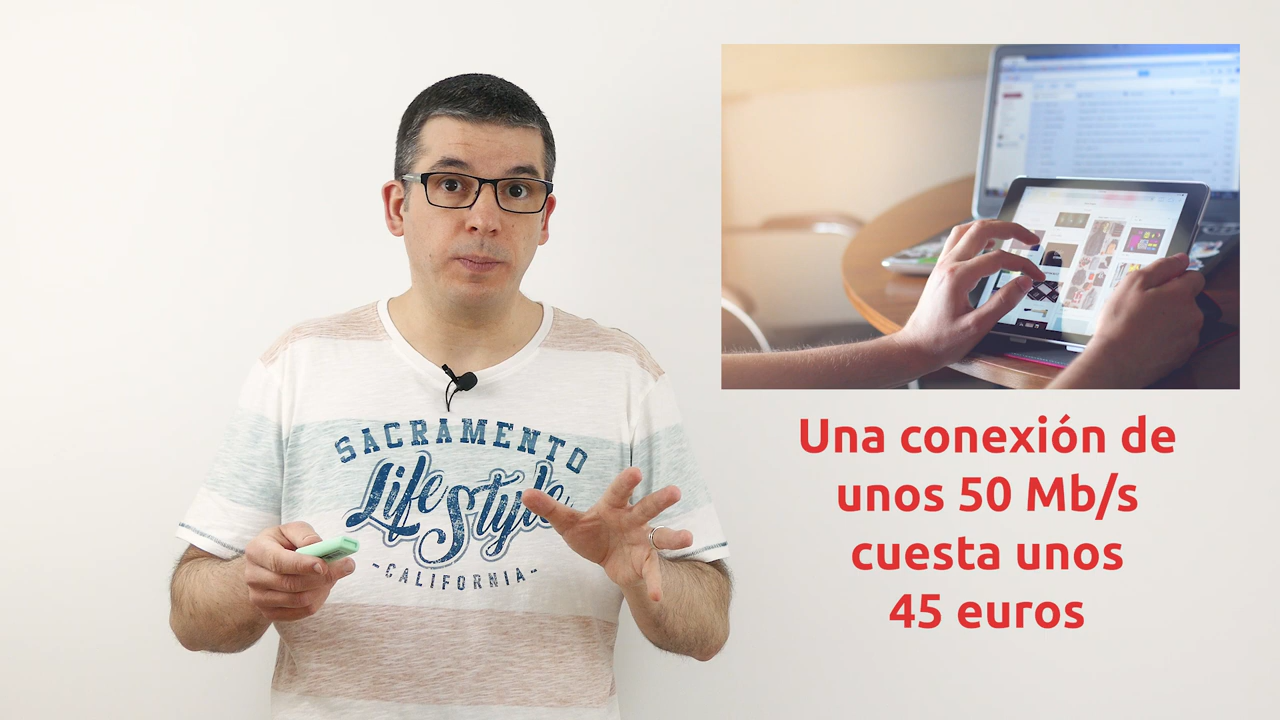 SACRAMENTO
Life Style
-CALIFORNIA-
Una conexión de
unos 50 Mb/s
cuesta unos
45 euros